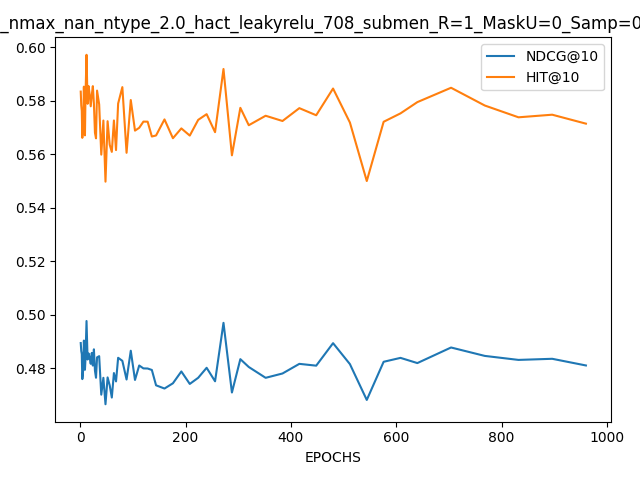 _nmax_nan_ntype_2.0_hact_leakyrelu_708_submen_R=1_MaskU=0_Samp=0
NDCG@10
HIT@10
0.60
0.58
0.56
0.54
0.52
0.50
0.48
0 200 400 600 800 1000
EPOCHS